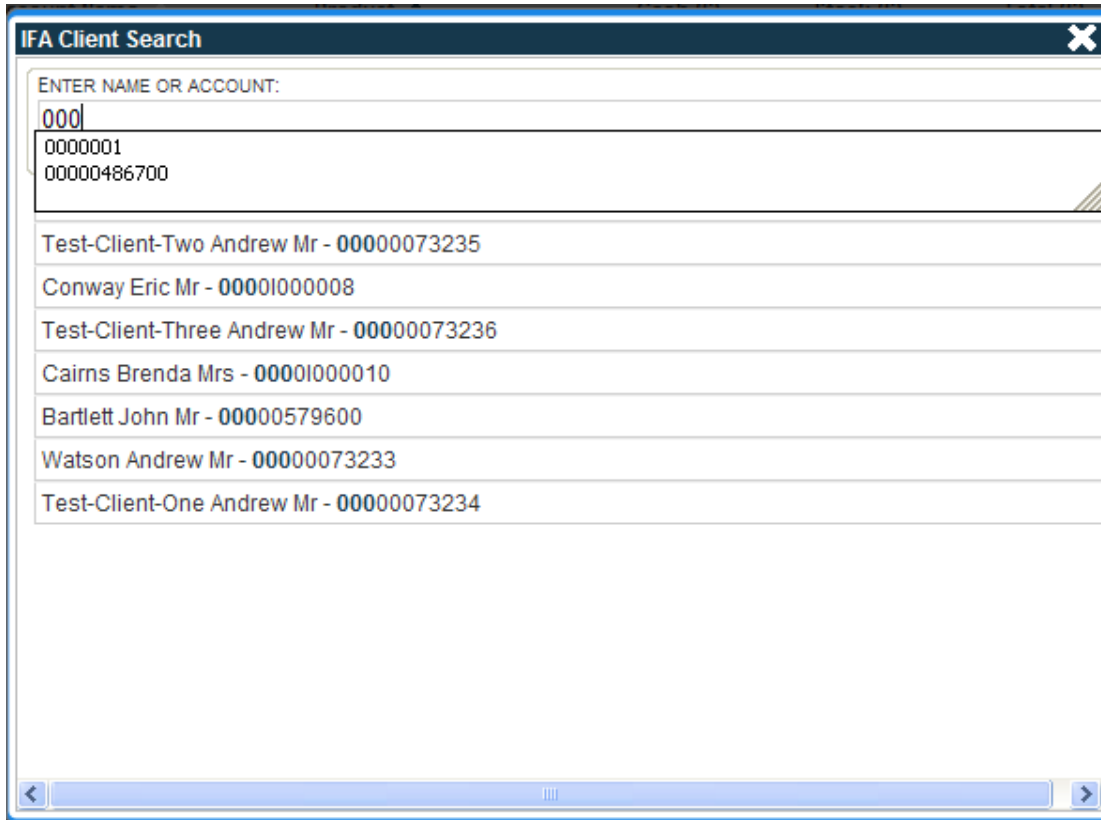 IFA Client Search
ENTER NAME OR ACCOUNT:
000
0000001
00000486700
Test-Client-Two Andrew Mr - 00000073235
Conway Eric Mr - 0000I000008
Test-Client-Three Andrew Mr - 00000073236
Cairns Brenda Mrs - 0000I000010
Bartlett John Mr - 00000579600
Watson Andrew Mr - 00000073233
Test-Client-One Andrew Mr - 00000073234